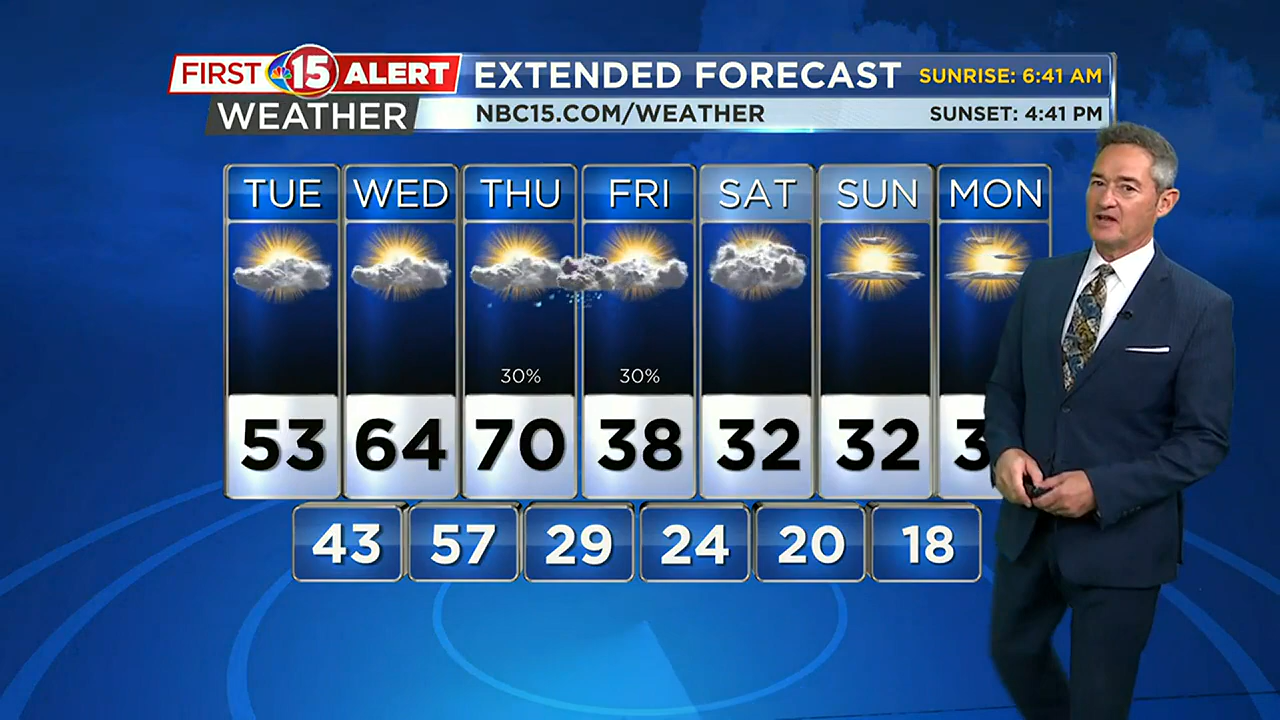 FIRST 15 ALERT
WEATHER
EXTENDED FORECAST
SUNRISE: 6:41 AM
NBC15.COM/WEATHER
SUNSET: 4:41 PM
TUE WED THU FRI SAT SUN MON
30% 30%
53 64 70 38 32 32
43 57 29 24 20 18